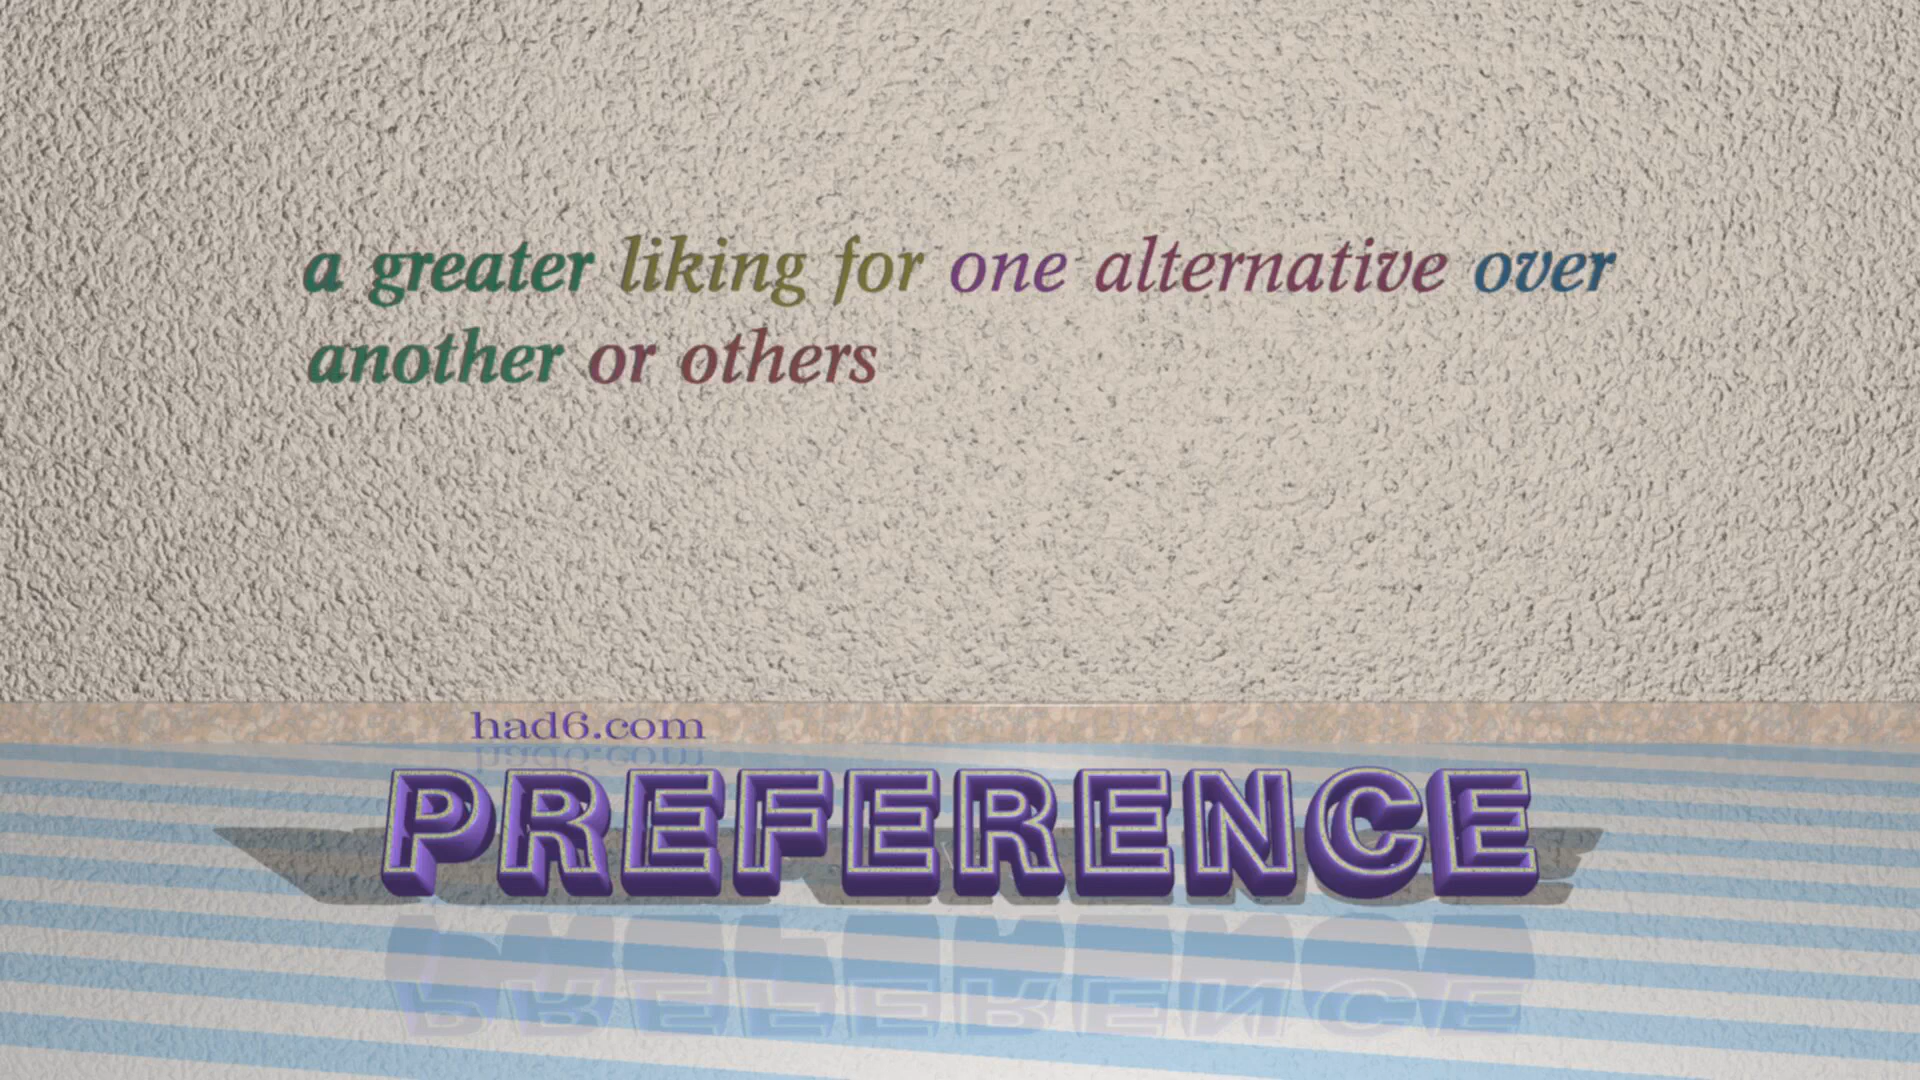 a greater liking for one alternative over
another or others
had6.com
PREFERENCE